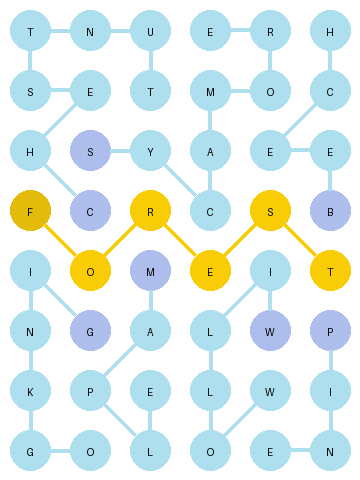 T N U E R H
S E T M O C
H S Y A E E
F C R C S B
I O M E I T
N G A L W P
K P E L W I
G O L O E N